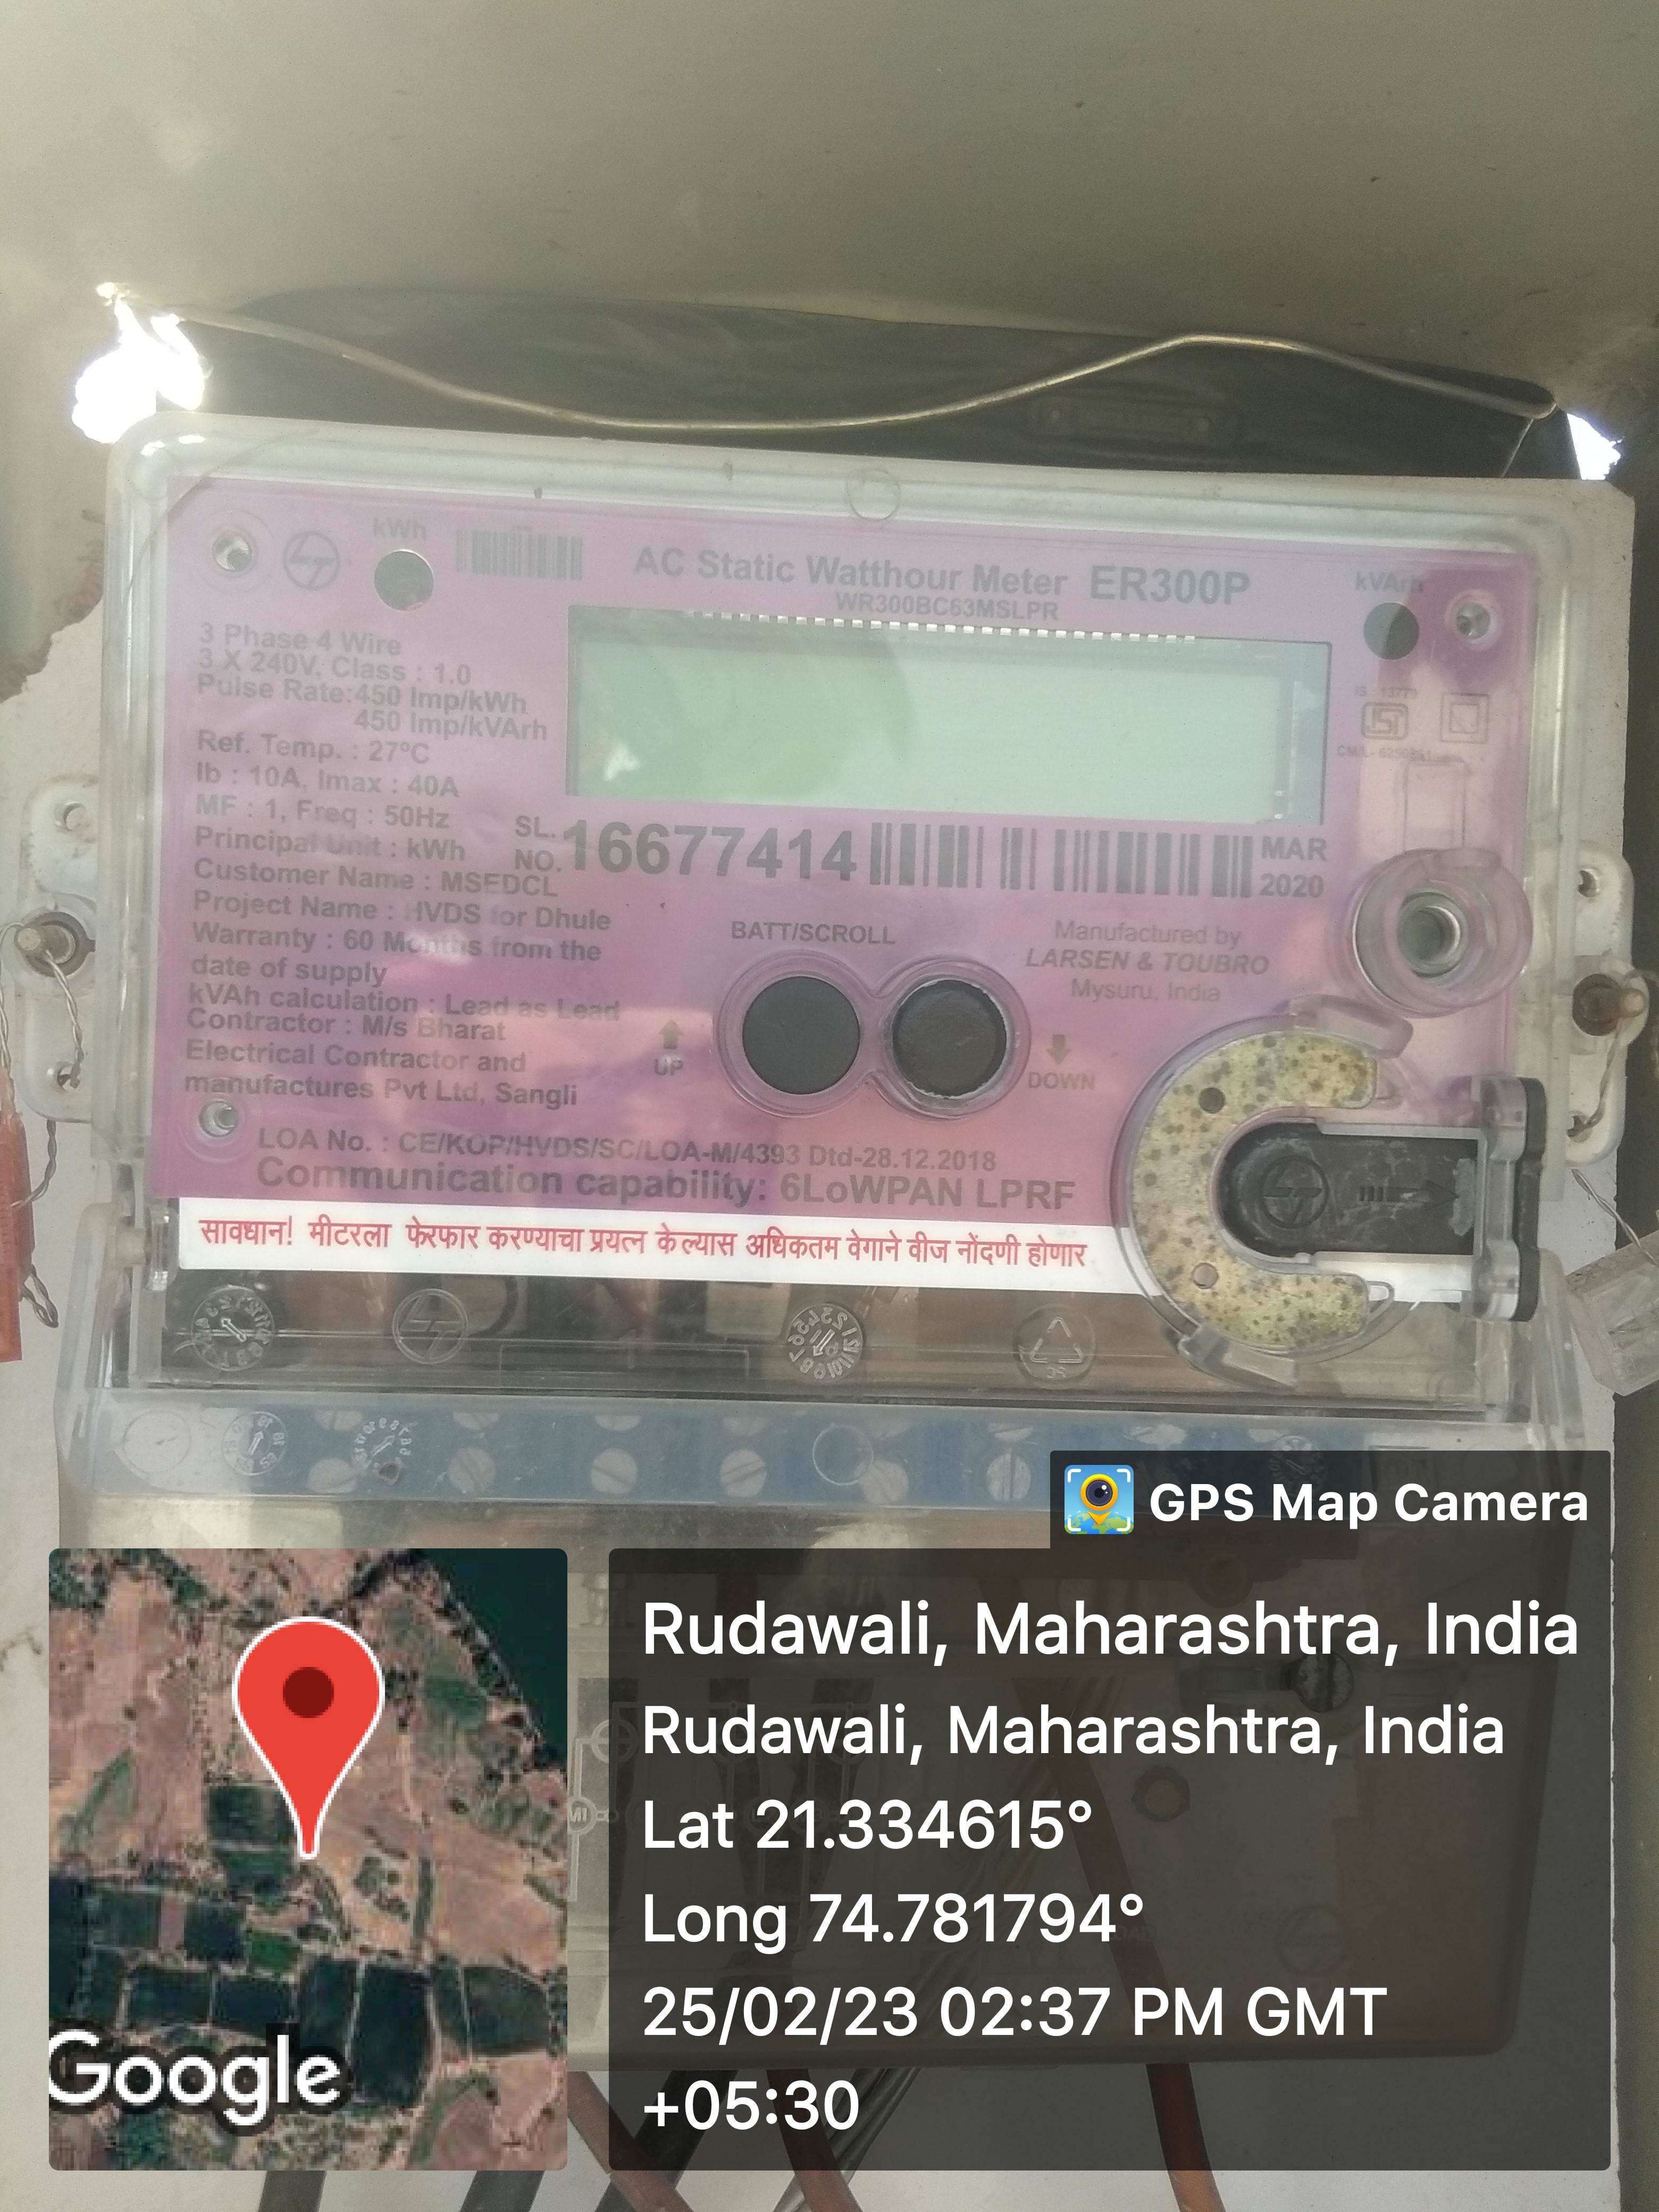 kWh
AC Static Watthour Meter ER300P
WR300BC63MSLPR
kVArh
3 Phase 4 Wire
3 X 240V, Class : 1.0
Pulse Rate:450 Imp/kWh
450 Imp/kVArh
Ref. Temp. : 27ºC
Ib : 10A, Imax : 40A
MF : 1, Freq : 50Hz
Principal Unit : kWh
Customer Name : MSEDCL
Project Name : HVDS for Dhule
Warranty : 60 Months from the
date of supply
kVAh calculation : Lead as Lead
Contractor : M/s Bharat
Electrical Contractor and
manufactures Pvt Ltd, Sangli
IS : 13779
SL.
NO. 16677414
MAR
2020
BATT/SCROLL
UP
DOWN
Manufactured by
LARSEN & TOUBRO
Mysuru, India
LOA No. : CE/KOP/HVDS/SC/LOA-M/4393 Dtd-28.12.2018
Communication capability: 6LoWPAN LPRF
सावधान! मीटरला फेरफार करण्याचा प्रयत्न केल्यास अधिकतम वेगाने वीज नोंदणी होणार
GPS Map Camera
Rudawali, Maharashtra, India
Rudawali, Maharashtra, India
Lat 21.334615°
Long 74.781794°
25/02/23 02:37 PM GMT
+05:30
Google